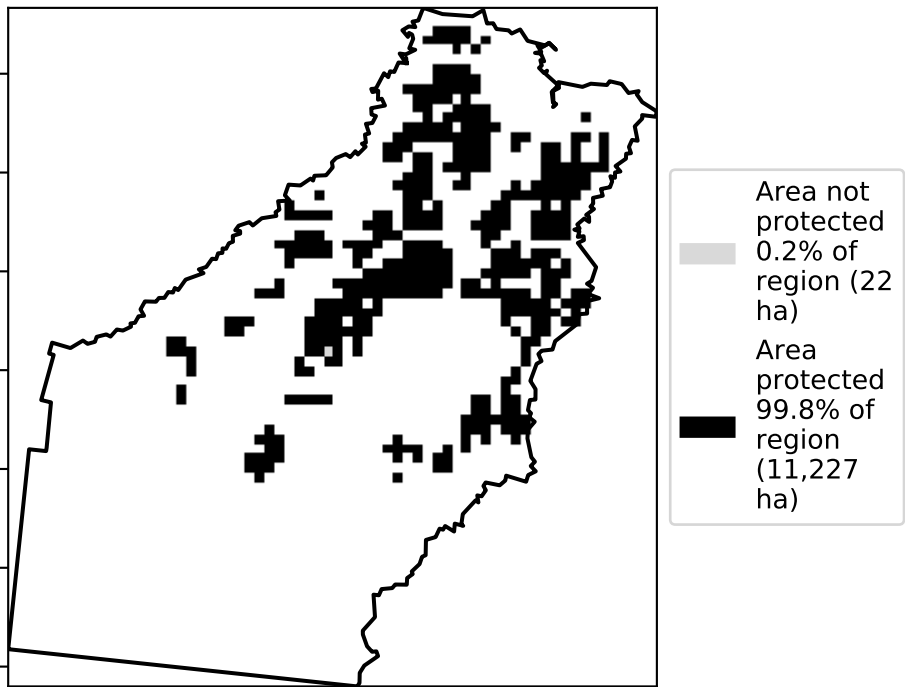 Area not
protected
0.2% of
region (22
ha)
Area
protected
99.8% of
region
(11,227
ha)